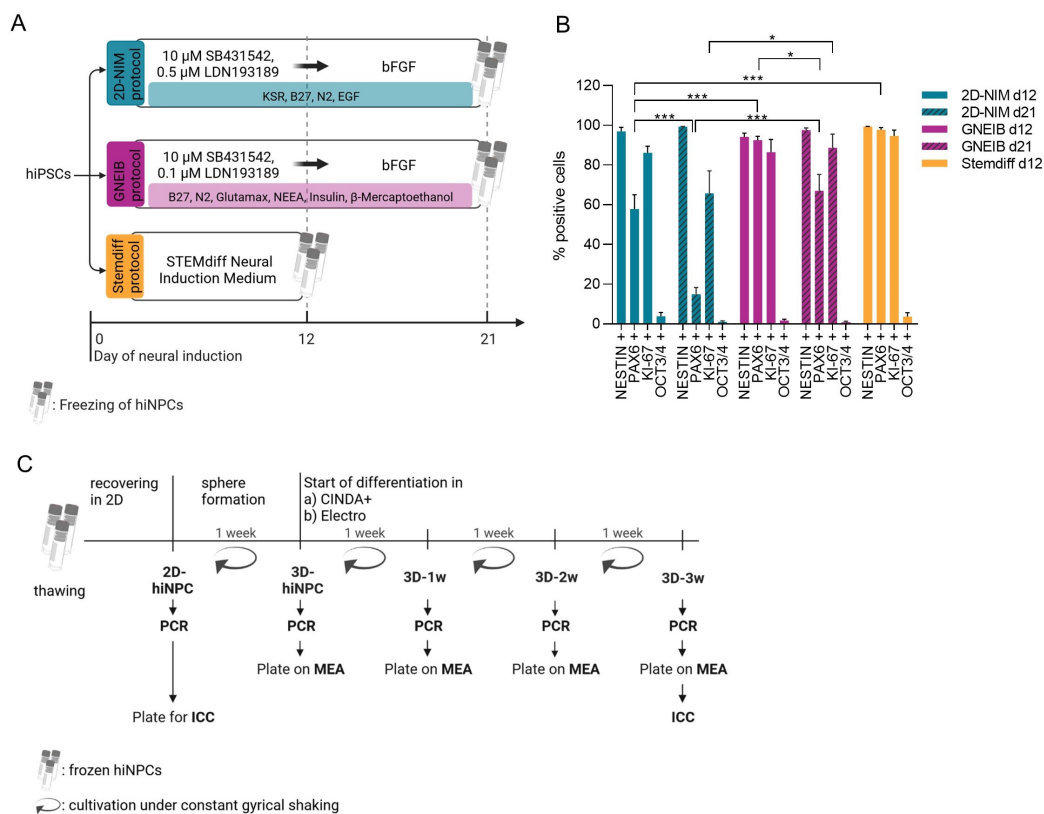 A
2D-NIM
protocol
10 µM SB431542,
0.5 µM LDN193189
bFGF
KSR, B27, N2, EGF
hiPSCs
GNEIB
protocol
10 µM SB431542,
0.1 µM LDN193189
bFGF
B27, N2, Glutamax, NEEA, Insulin, β-Mercaptoethanol
Stemdiff
protocol
STEMdiff Neural
Induction Medium
0
12
21
Day of neural induction
: Freezing of hiNPCs
B
*
*
***
***
***
***
% positive cells
120
100
80
60
40
20
0
NESTIN +
PAX6 +
KI-67 +
OCT3/4 +
NESTIN +
PAX6 +
KI-67 +
OCT3/4 +
NESTIN +
PAX6 +
KI-67 +
OCT3/4 +
NESTIN +
PAX6 +
KI-67 +
OCT3/4 +
NESTIN +
PAX6 +
KI-67 +
OCT3/4 +
2D-NIM d12
2D-NIM d21
GNEIB d12
GNEIB d21
Stemdiff d12
C
thawing
recovering
in 2D
sphere
formation
Start of differentiation in
a) CINDA+
b) Electro
1 week
1 week
1 week
1 week
2D-
hiNPC
PCR
Plate for ICC
3D-
hiNPC
PCR
Plate on MEA
3D-1w
PCR
Plate on MEA
3D-2w
PCR
Plate on MEA
3D-3w
PCR
Plate on MEA
ICC
: frozen hiNPCs
: cultivation under constant gyrical shaking